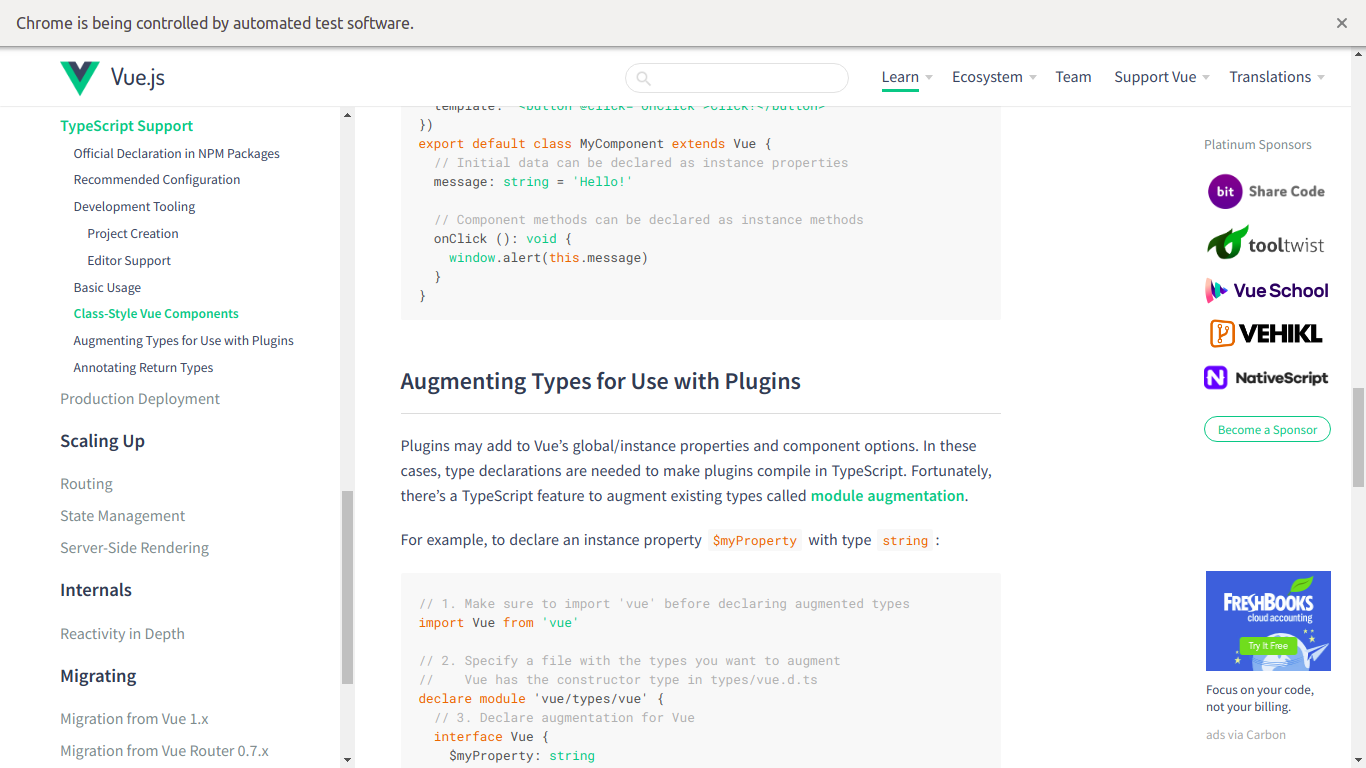 Chrome is being controlled by automated test software.
Vue.js
Learn
Ecosystem
Team
Support Vue
Translations
TypeScript Support
Official Declaration in NPM Packages
Recommended Configuration
Development Tooling
Project Creation
Editor Support
Basic Usage
Class-Style Vue Components
Augmenting Types for Use with Plugins
Annotating Return Types
Production Deployment
Scaling Up
Routing
State Management
Server-Side Rendering
Internals
Reactivity in Depth
Migrating
Migration from Vue 1.x
Migration from Vue Router 0.7.x
template: '<button @click="onClick">Click!</button>'
})
export default class MyComponent extends Vue {
// Initial data can be declared as instance properties
message: string = 'Hello!'
// Component methods can be declared as instance methods
onClick (): void {
window.alert(this.message)
}
}
Augmenting Types for Use with Plugins
Plugins may add to Vue’s global/instance properties and component options. In these
cases, type declarations are needed to make plugins compile in TypeScript. Fortunately,
there’s a TypeScript feature to augment existing types called module augmentation.
For example, to declare an instance property $myProperty with type string :
// 1. Make sure to import 'vue' before declaring augmented types
import Vue from 'vue'
// 2. Specify a file with the types you want to augment
//    Vue has the constructor type in types/vue.d.ts
declare module 'vue/types/vue' {
// 3. Declare augmentation for Vue
interface Vue {
$myProperty: string
Platinum Sponsors
bit Share Code
tooltwist
Vue School
VEHIKL
NativeScript
Become a Sponsor
FRESHBOOKS
cloud accounting
Try It Free
Focus on your code,
not your billing.
ads via Carbon